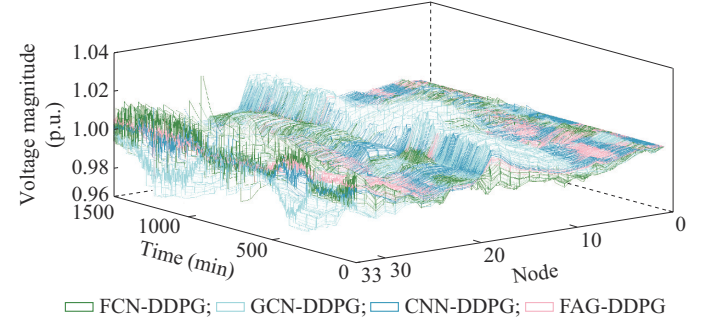 1.04
1.02
1.00
0.98
0.96
Voltage magnitude
(p.u.)
1500
1000
500
0
Time (min)
33
30
20
10
0
Node
FCN-DDPG; GCN-DDPG; CNN-DDPG; FAG-DDPG